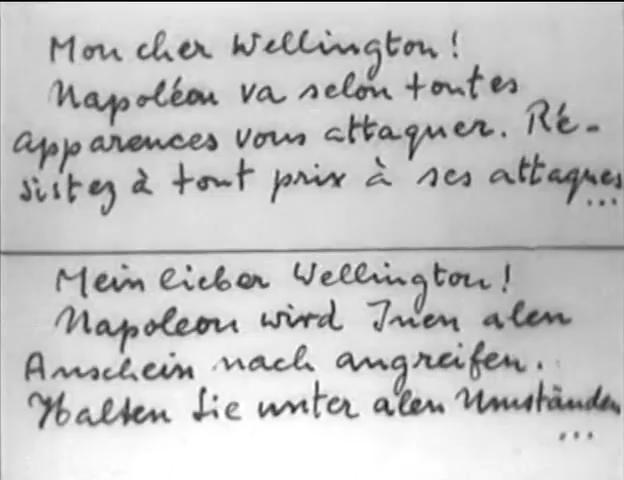 Mon cher Wellington!
Napoléon va selon toutes
apparences vous attaquer. Ré-
sistez à tout prix à ses attaques
...
Mein lieber Wellington!
Napoleon wird Inen alen
Anschein nach angreifen.
Halten Sie unter alen Umständen
...